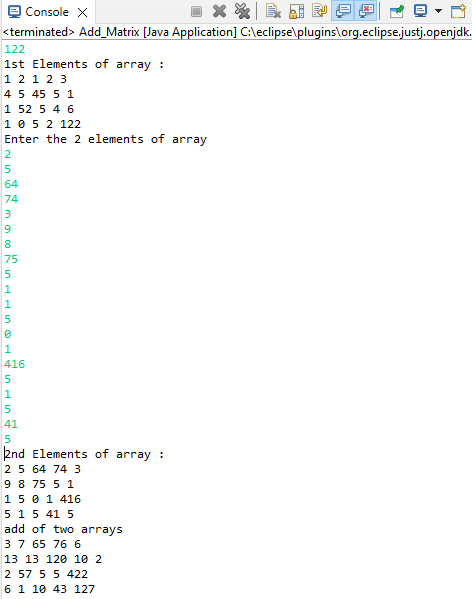 Console
<terminated> Add_Matrix [Java Application] C:\eclipse\plugins\org.eclipse.justj.openjdk.
122
1st Elements of array :
1 2 1 2 3
4 5 45 5 1
1 52 5 4 6
1 0 5 2 122
Enter the 2 elements of array
2
5
64
74
3
9
8
75
5
1
1
5
0
1
416
5
1
5
41
5
2nd Elements of array :
2 5 64 74 3
9 8 75 5 1
1 5 0 1 416
5 1 5 41 5
add of two arrays
3 7 65 76 6
13 13 120 10 2
2 57 5 5 422
6 1 10 43 127